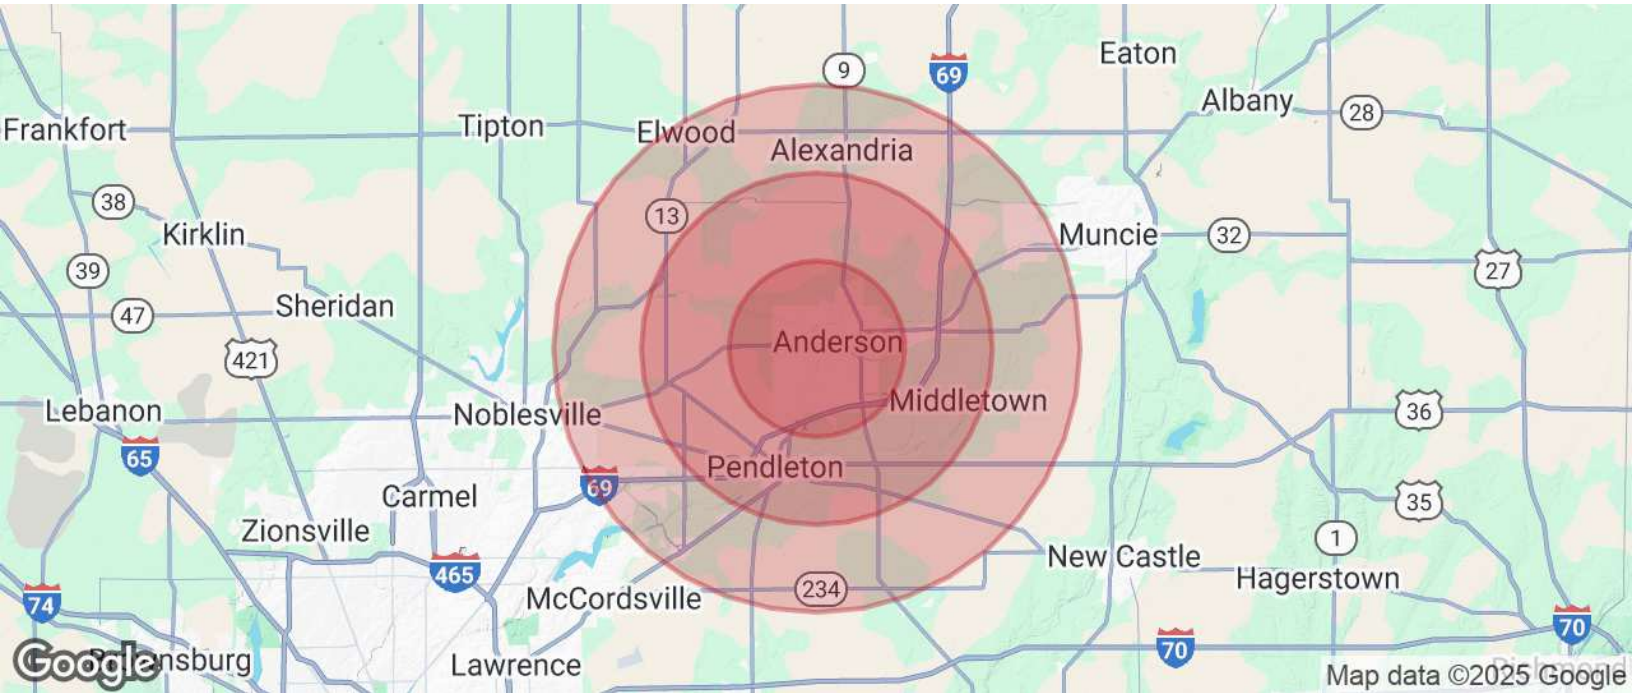 Eaton
9
69
Albany
28
Frankfort
Tipton
Elwood
Alexandria
38
13
Kirklin
Muncie
32
39
27
Sheridan
47
421
Anderson
Lebanon
Noblesville
Middletown
36
65
Pendleton
69
Carmel
35
Zionsville
1
New Castle
465
Hagerstown
234
McCordsville
74
70
70
Google
Brownsburg
Lawrence
Richmond
Map data ©2025 Google